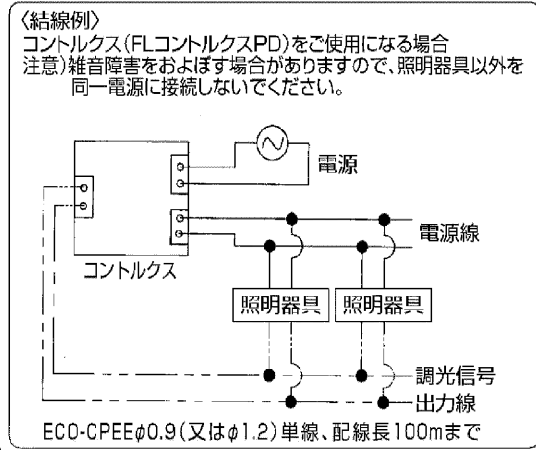 〈結線例〉
コントルクス(FLコントルクスPD)をご使用になる場合
注意)雑音障害をおよぼす場合がありますので、照明器具以外を
同一電源に接続しないでください。
電源
電源線
コントルクス
照明器具 照明器具
調光信号
出力線
ECO-CPEEφ0.9(又はφ1.2)単線、配線長100mまで